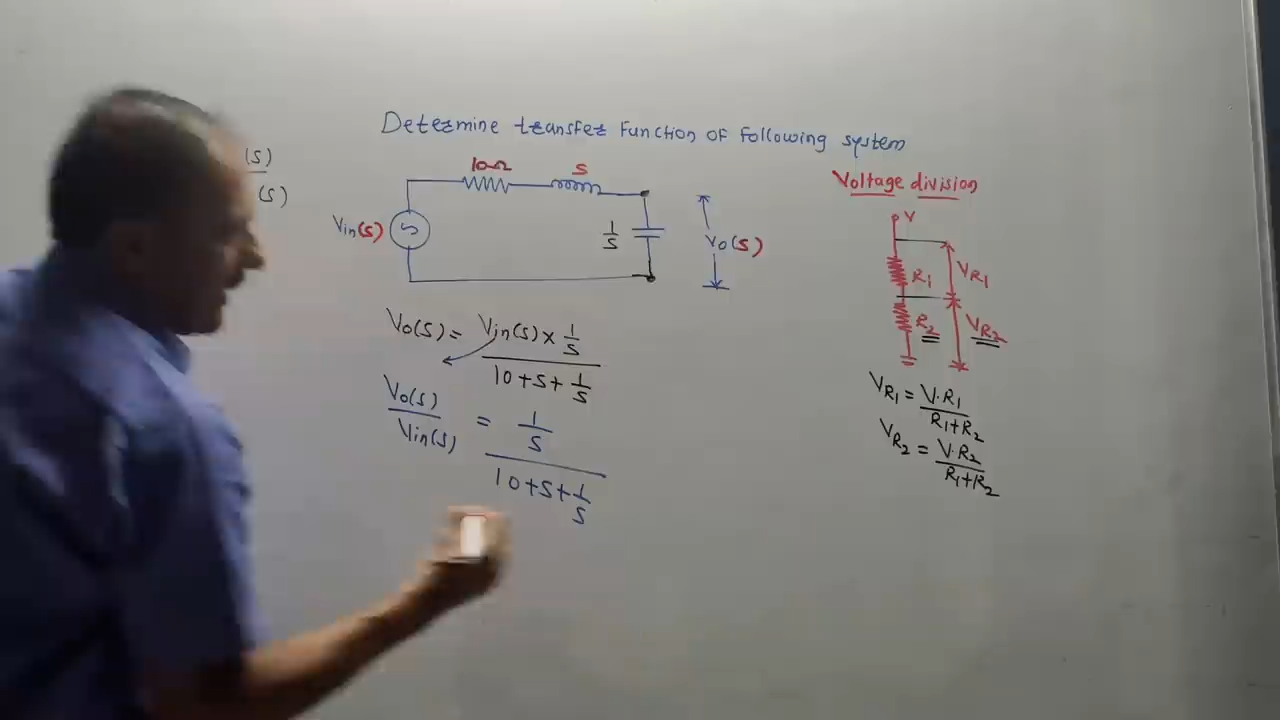 Determine transfer Function of Following system
(s)
(s)
10Ω
s
Vin(s)
1/s
Vo(s)
Vo(s) = Vin(s) × 1/s
10 + s + 1/s
Vo(s)/Vin(s) = 1/s
10 + s + 1/s
Voltage division
V
R1
VR1
R2
VR2
VR1 = V·R1/R1+R2
VR2 = V·R2/R1+R2